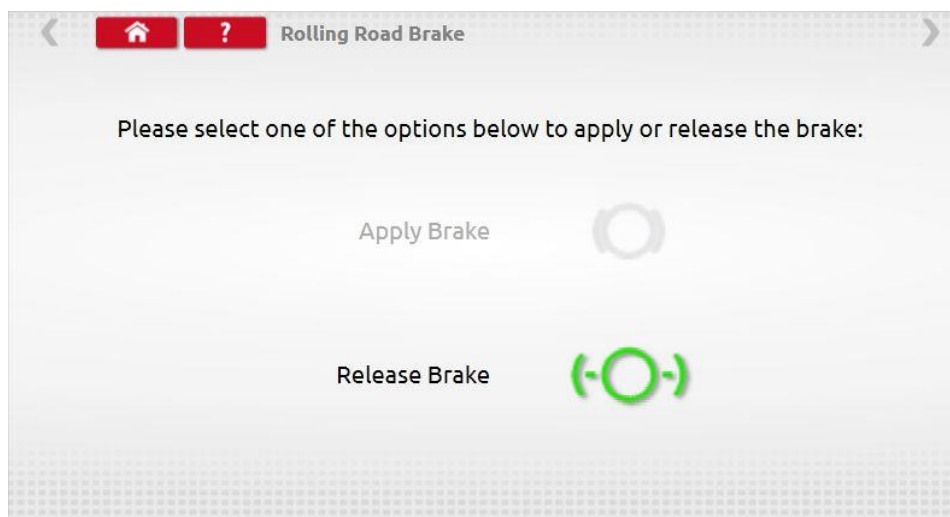 ? Rolling Road Brake
Please select one of the options below to apply or release the brake:
Apply Brake
Release Brake